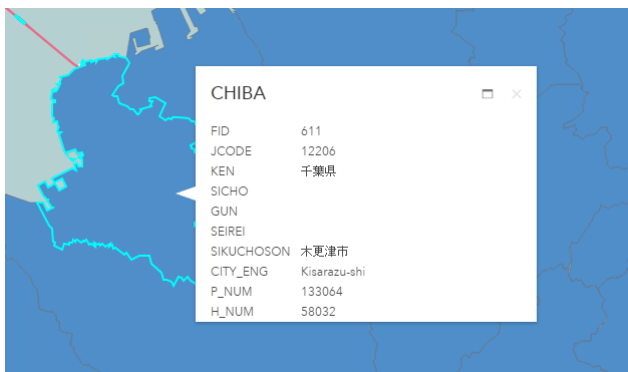 CHIBA
FID 611
JCODE 12206
KEN 千葉県
SICHO
GUN
SEIREI
SIKUCHOSON 木更津市
CITY_ENG Kisarazu-shi
P_NUM 133064
H_NUM 58032